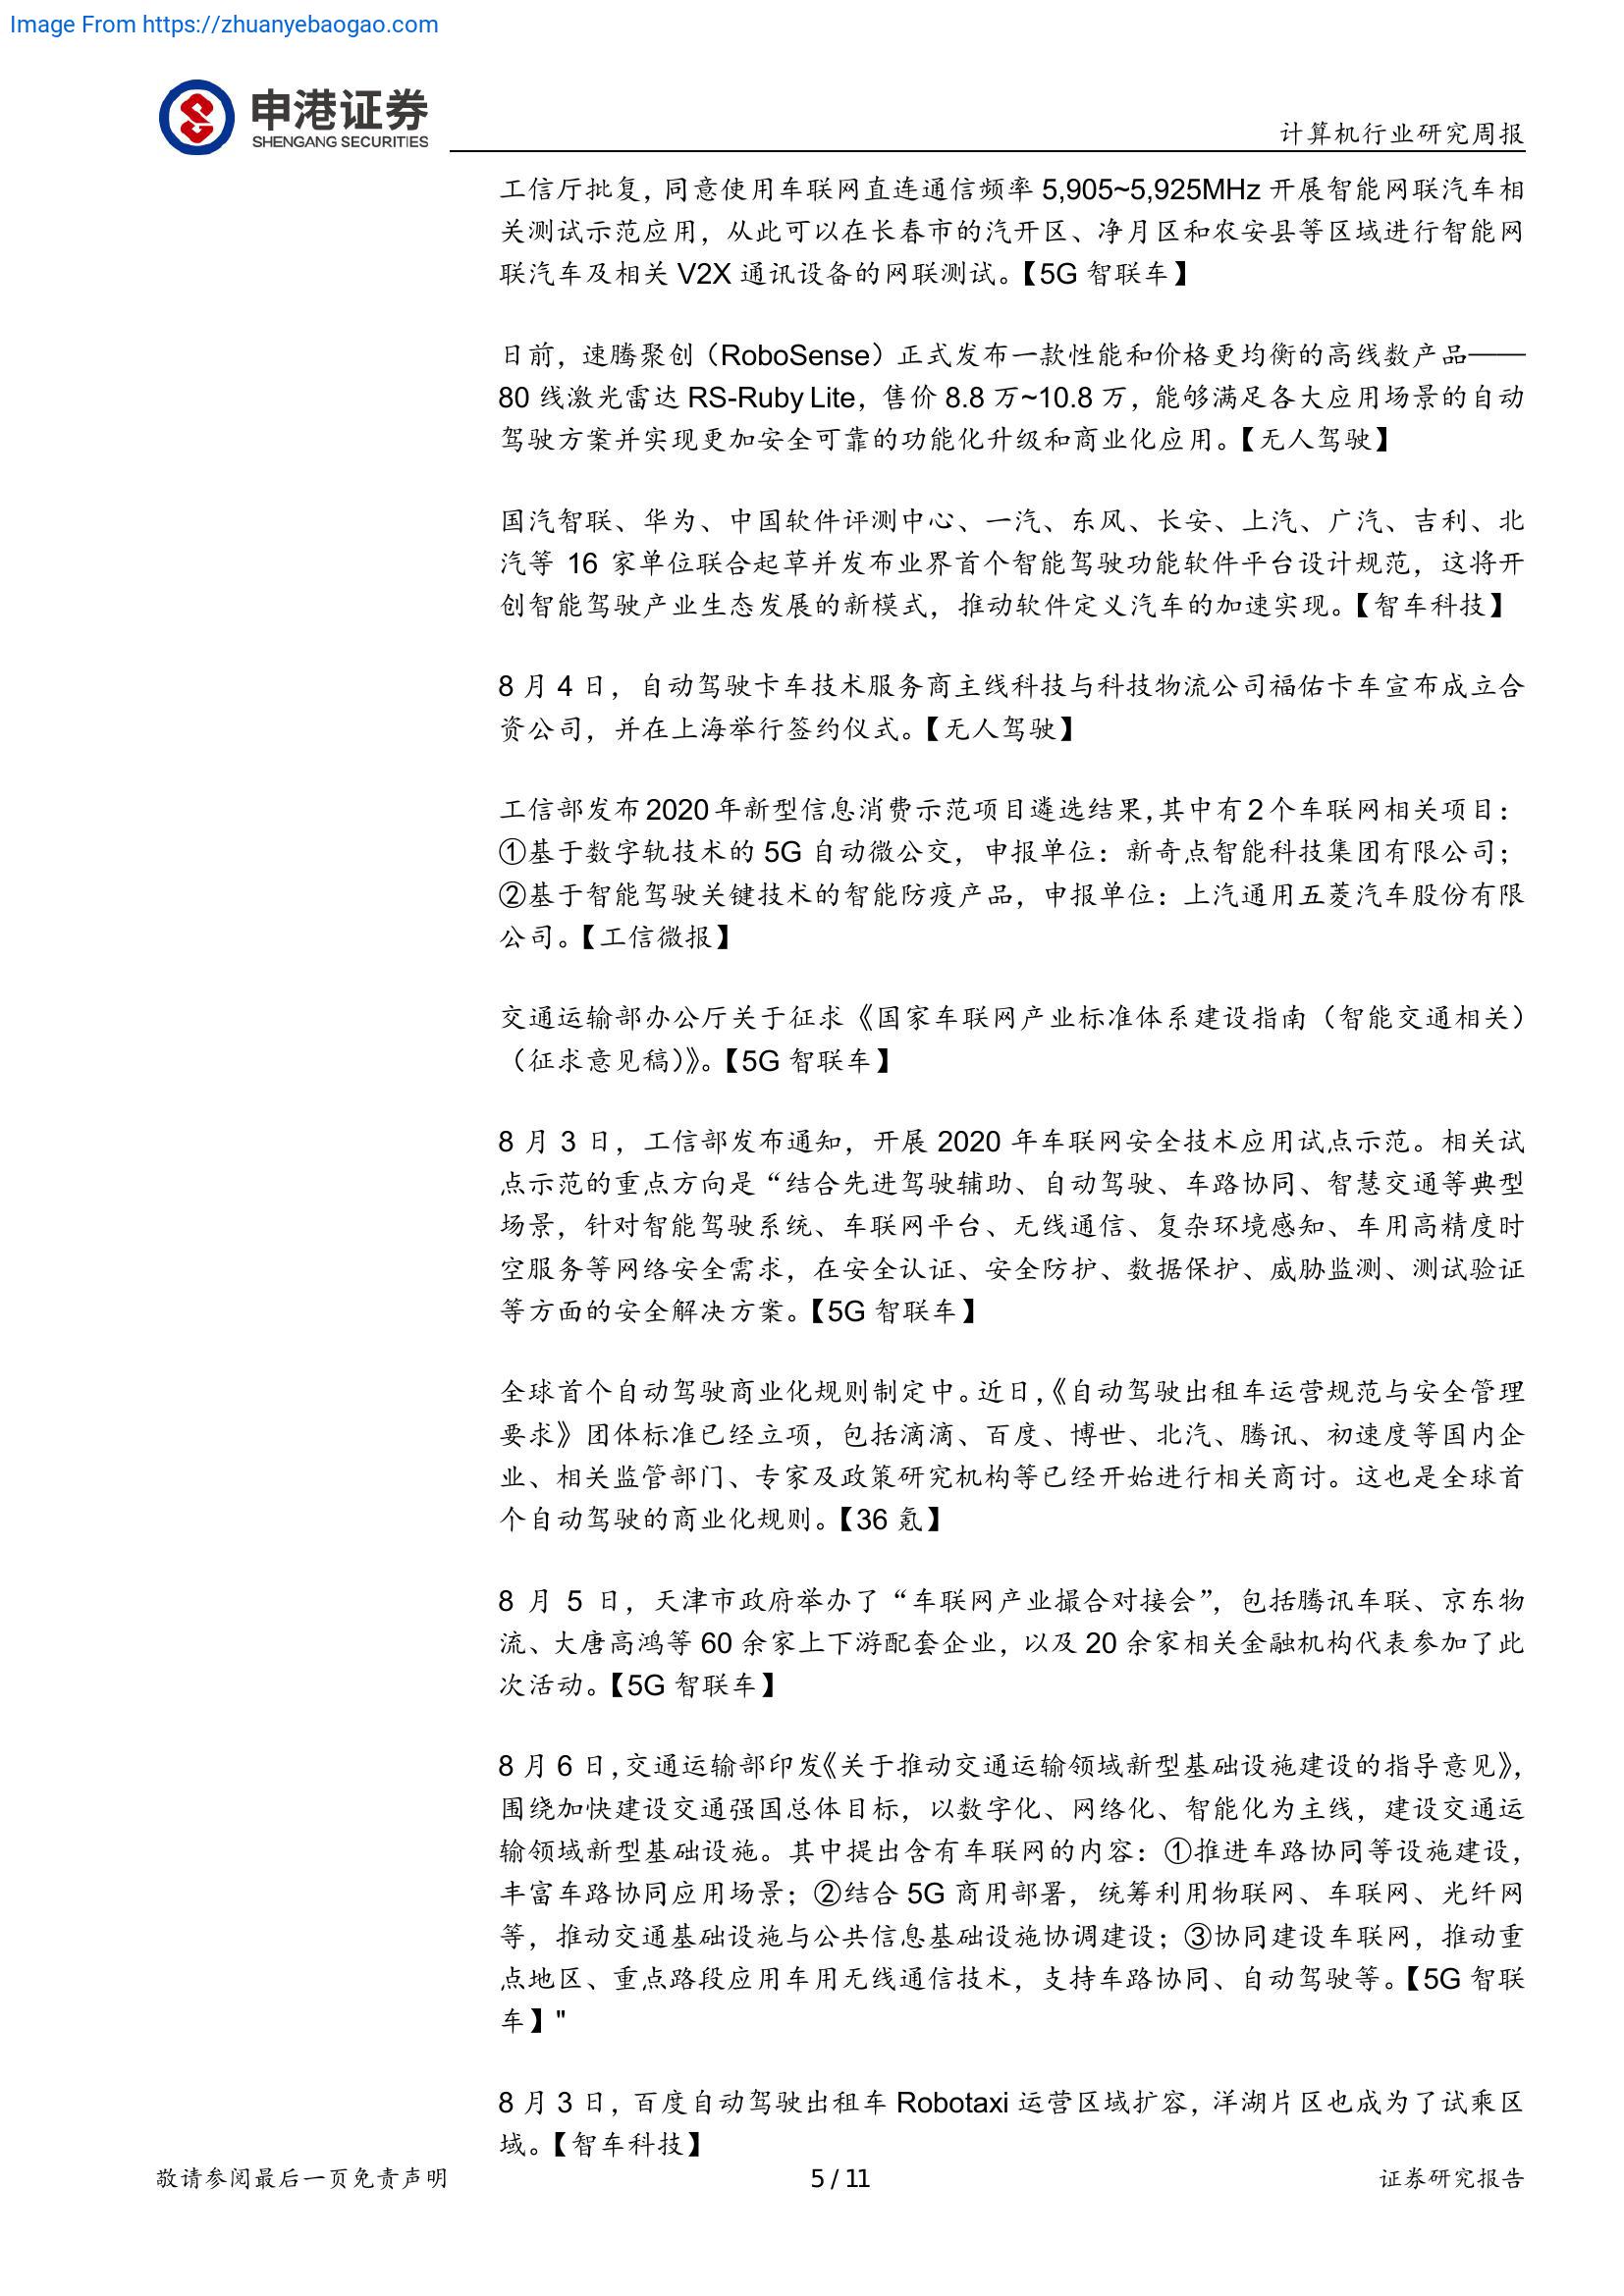 Image From https://zhuanyebaogao.com
申港证券
SHENGANG SECURITIES
计算机行业研究周报
工信厅批复，同意使用车联网直连通信频率 5,905~5,925MHz 开展智能网联汽车相
关测试示范应用，从此可以在长春市的汽开区、净月区和农安县等区域进行智能网
联汽车及相关 V2X 通讯设备的网联测试。【5G 智联车】
日前，速腾聚创（RoboSense）正式发布一款性能和价格更均衡的高线数产品——
80 线激光雷达 RS-Ruby Lite，售价 8.8 万~10.8 万，能够满足各大应用场景的自动
驾驶方案并实现更加安全可靠的功能化升级和商业化应用。【无人驾驶】
国汽智联、华为、中国软件评测中心、一汽、东风、长安、上汽、广汽、吉利、北
汽等 16 家单位联合起草并发布业界首个智能驾驶功能软件平台设计规范，这将开
创智能驾驶产业生态发展的新模式，推动软件定义汽车的加速实现。【智车科技】
8 月 4 日，自动驾驶卡车技术服务商主线科技与科技物流公司福佑卡车宣布成立合
资公司，并在上海举行签约仪式。【无人驾驶】
工信部发布 2020 年新型信息消费示范项目遴选结果，其中有 2 个车联网相关项目：
①基于数字轨技术的 5G 自动微公交，申报单位：新奇点智能科技集团有限公司；
②基于智能驾驶关键技术的智能防疫产品，申报单位：上汽通用五菱汽车股份有限
公司。【工信微报】
交通运输部办公厅关于征求《国家车联网产业标准体系建设指南（智能交通相关）
（征求意见稿）》。【5G 智联车】
8 月 3 日，工信部发布通知，开展 2020 年车联网安全技术应用试点示范。相关试
点示范的重点方向是“结合先进驾驶辅助、自动驾驶、车路协同、智慧交通等典型
场景，针对智能驾驶系统、车联网平台、无线通信、复杂环境感知、车用高精度时
空服务等网络安全需求，在安全认证、安全防护、数据保护、威胁监测、测试验证
等方面的安全解决方案。【5G 智联车】
全球首个自动驾驶商业化规则制定中。近日，《自动驾驶出租车运营规范与安全管理
要求》团体标准已经立项，包括滴滴、百度、博世、北汽、腾讯、初速度等国内企
业、相关监管部门、专家及政策研究机构等已经开始进行相关商讨。这也是全球首
个自动驾驶的商业化规则。【36 氪】
8 月 5 日，天津市政府举办了“车联网产业撮合对接会”，包括腾讯车联、京东物
流、大唐高鸿等 60 余家上下游配套企业，以及 20 余家相关金融机构代表参加了此
次活动。【5G 智联车】
8 月 6 日，交通运输部印发《关于推动交通运输领域新型基础设施建设的指导意见》，
围绕加快建设交通强国总体目标，以数字化、网络化、智能化为主线，建设交通运
输领域新型基础设施。其中提出含有车联网的内容：①推进车路协同等设施建设，
丰富车路协同应用场景；②结合 5G 商用部署，统筹利用物联网、车联网、光纤网
等，推动交通基础设施与公共信息基础设施协调建设；③协同建设车联网，推动重
点地区、重点路段应用车用无线通信技术，支持车路协同、自动驾驶等。【5G 智联
车】"
8 月 3 日，百度自动驾驶出租车 Robotaxi 运营区域扩容，洋湖片区也成为了试乘区
域。【智车科技】
敬请参阅最后一页免责声明
5 / 11
证券研究报告